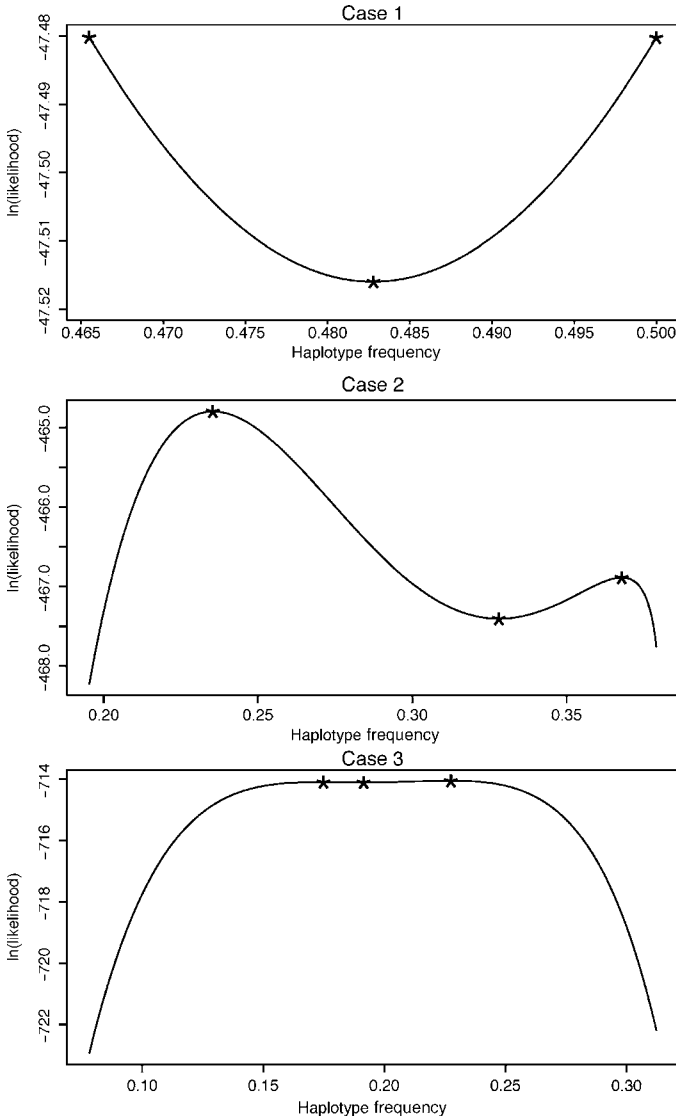 Case 1
ln(likelihood)
-47.48
-47.49
-47.50
-47.51
-47.52
0.465 0.470 0.475 0.480 0.485 0.490 0.495 0.500
Haplotype frequency
Case 2
ln(likelihood)
-465.0
-466.0
-467.0
-468.0
0.20 0.25 0.30 0.35
Haplotype frequency
Case 3
ln(likelihood)
-714
-716
-718
-720
-722
0.10 0.15 0.20 0.25 0.30
Haplotype frequency